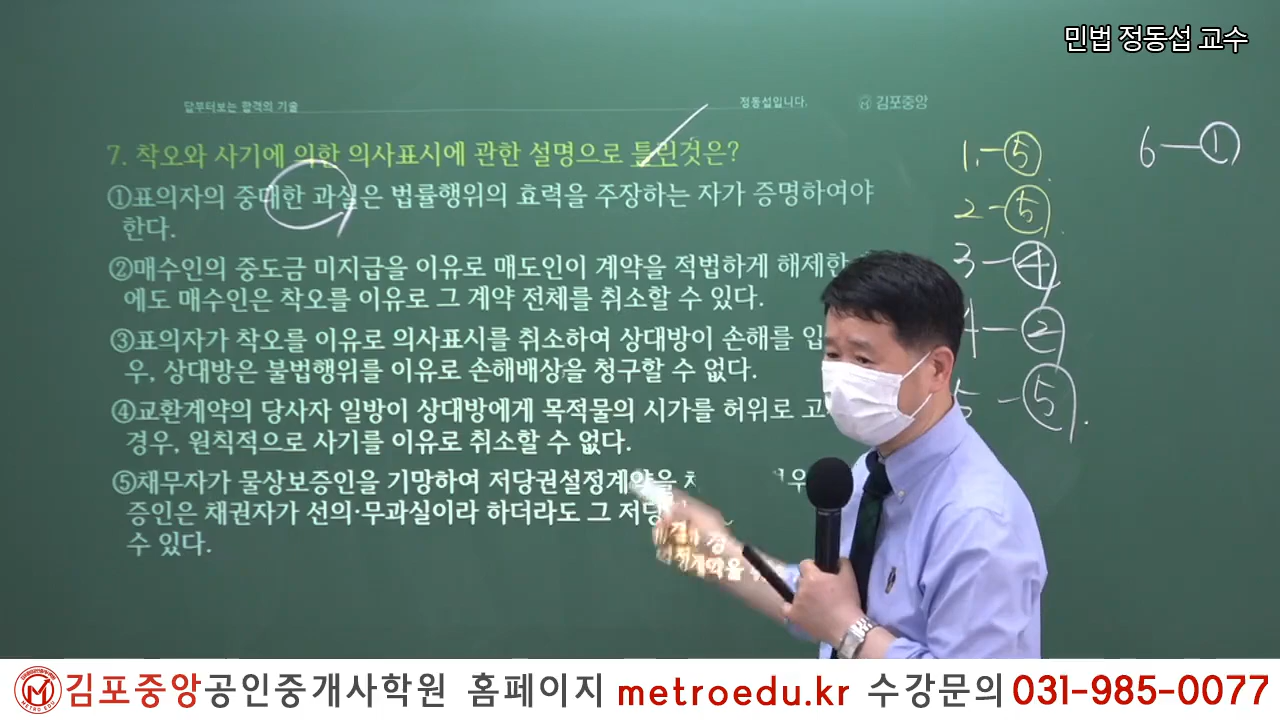 민법 정동섭 교수
달부터보는 합격의 기술
정동섭입니다.
김포중앙
7. 착오와 사기에 의한 의사표시에 관한 설명으로 틀린것은?
①표의자의 중대한 과실은 법률행위의 효력을 주장하는 자가 증명하여야
한다.
②매수인의 중도금 미지급을 이유로 매도인이 계약을 적법하게 해제한
에도 매수인은 착오를 이유로 그 계약 전체를 취소할 수 있다.
③표의자가 착오를 이유로 의사표시를 취소하여 상대방이 손해를 입
우, 상대방은 불법행위를 이유로 손해배상을 청구할 수 없다.
④교환계약의 당사자 일방이 상대방에게 목적물의 시가를 허위로 고
경우, 원칙적으로 사기를 이유로 취소할 수 없다.
⑤채무자가 물상보증인을 기망하여 저당권설정계약을
증인은 채권자가 선의·무과실이라 하더라도 그 저당
수 있다.
1.-⑤
2-⑤
3-④
4-②
5-⑤
6-①
김포중앙공인중개사학원 홈페이지 metroedu.kr 수강문의 031-985-0077